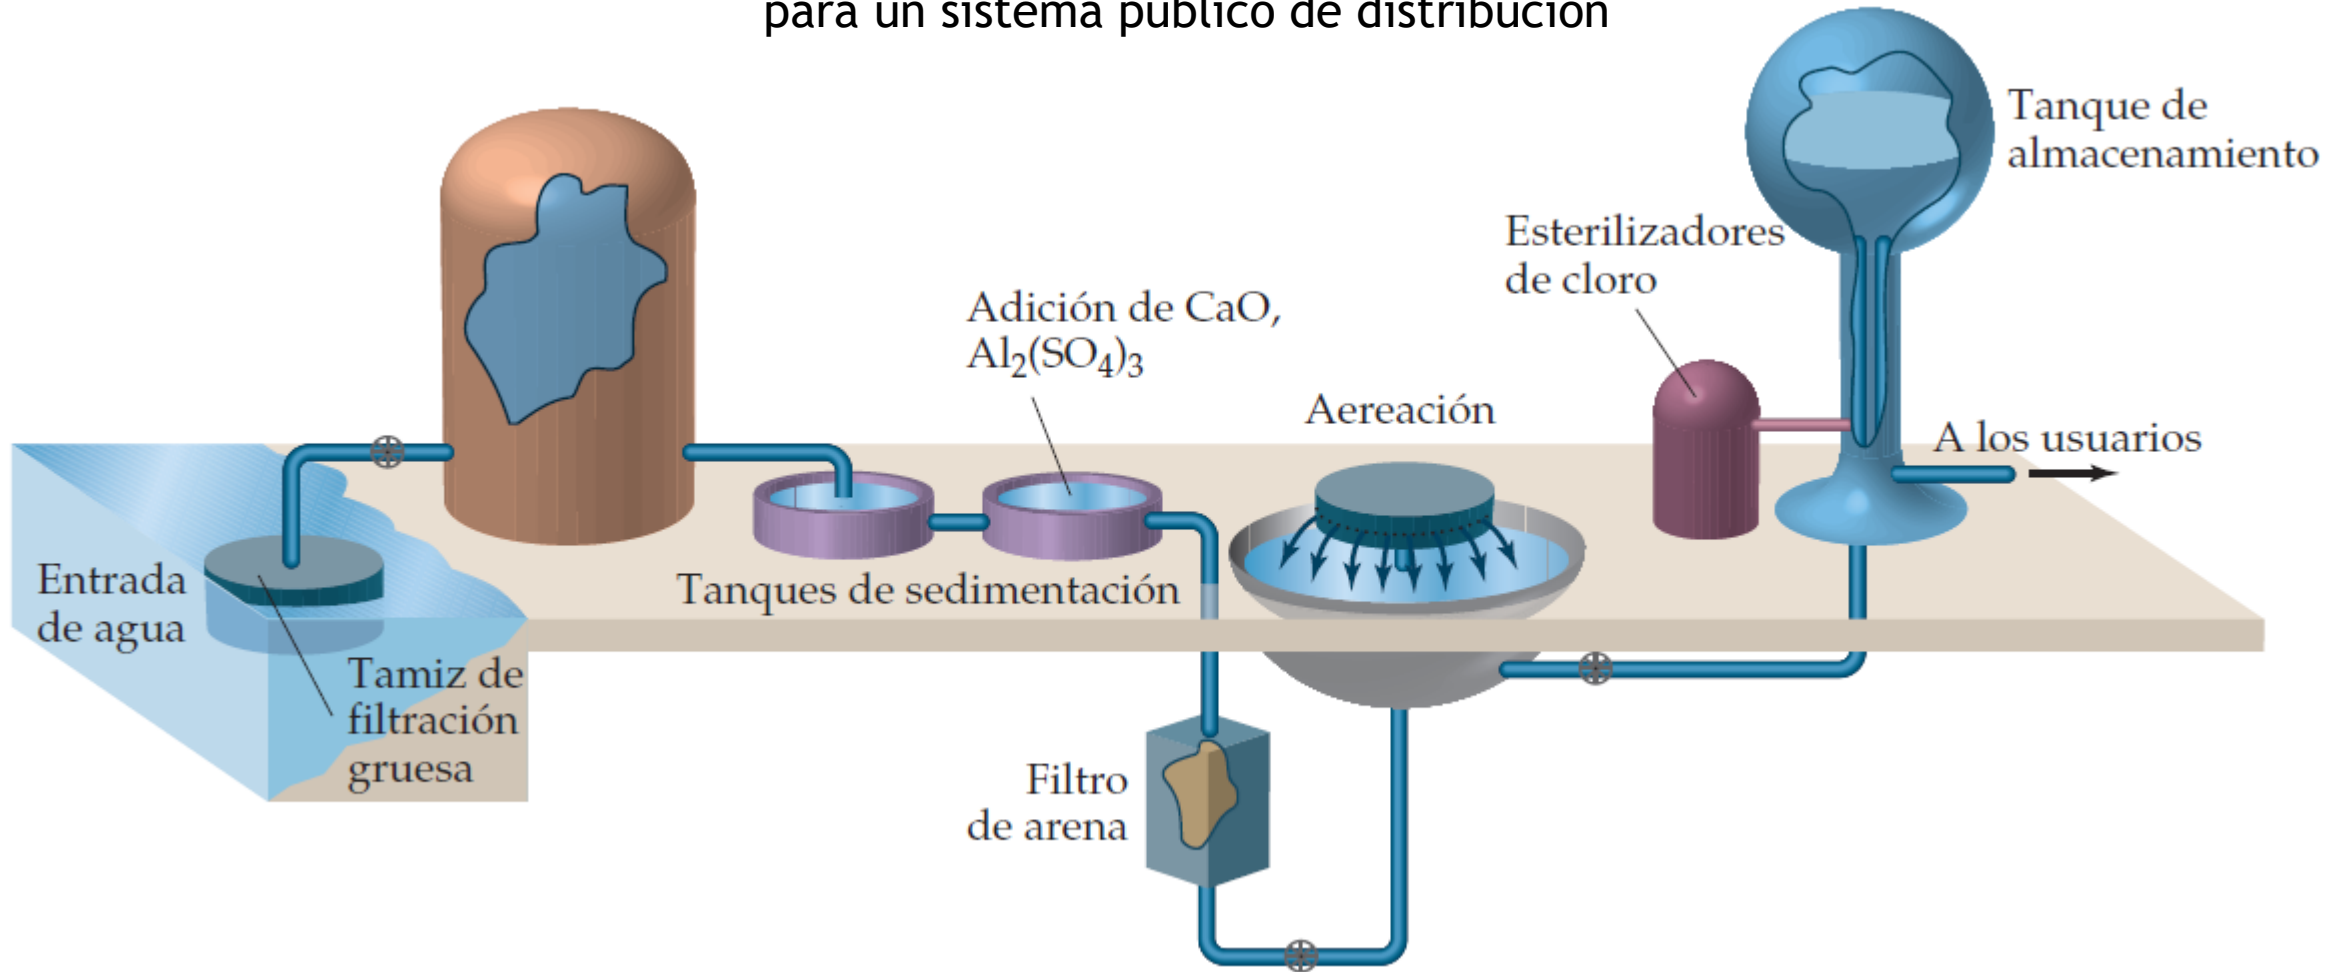 para un sistema público de distribución
Tanque de
almacenamiento
Esterilizadores
de cloro
Adición de CaO,
Al₂(SO₄)₃
Aereación
A los usuarios
Entrada
de agua
Tanques de sedimentación
Tamiz de
filtración
gruesa
Filtro
de arena